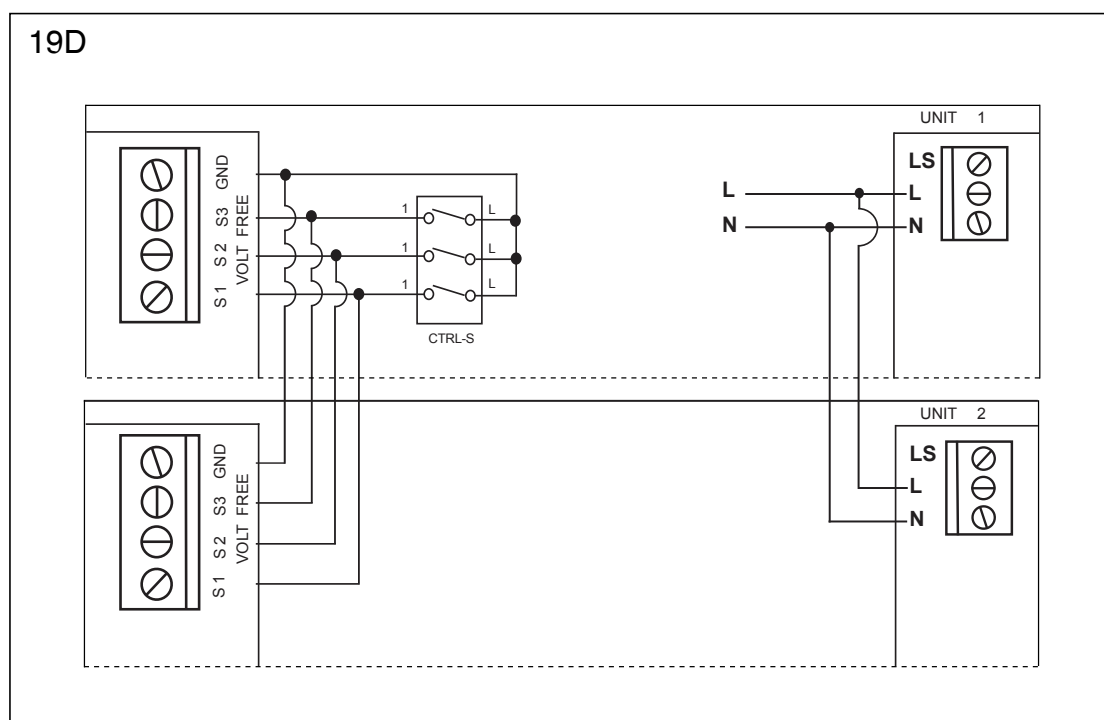 19D
UNIT 1
GND
S3
S2
S1
VOLT FREE
1
L
1
L
1
L
CTRL-S
L
N
LS
L
N
UNIT 2
GND
S3
S2
S1
VOLT FREE
LS
L
N